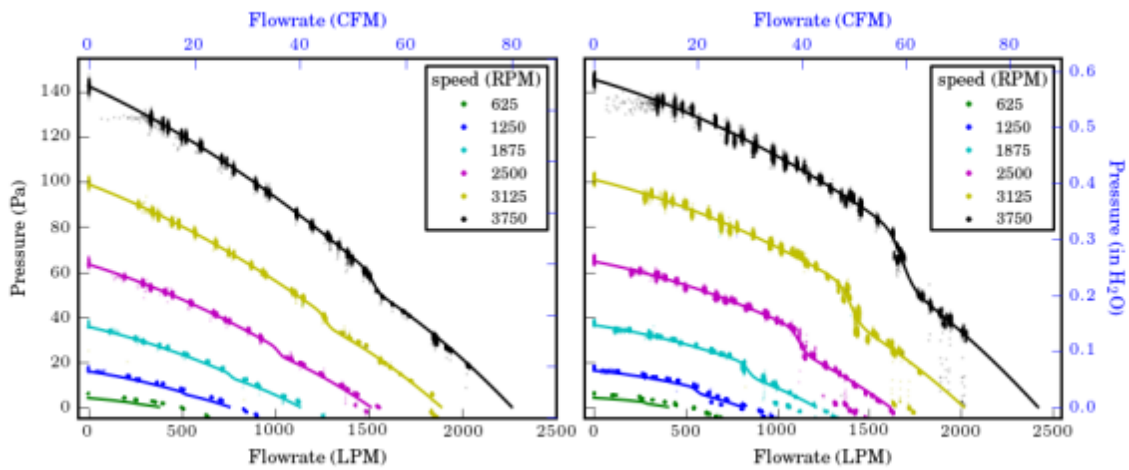 Flowrate (CFM) Flowrate (CFM)
0 20 40 60 80 0 20 40 60 80
140 120 100 80 60 40 20 0
Pressure (Pa)
speed (RPM)
625
1250
1875
2500
3125
3750
speed (RPM)
625
1250
1875
2500
3125
3750
0.6 0.5 0.4 0.3 0.2 0.1 0.0
Pressure (in H₂O)
0 500 1000 1500 2000 2500 0 500 1000 1500 2000 2500
Flowrate (LPM) Flowrate (LPM)